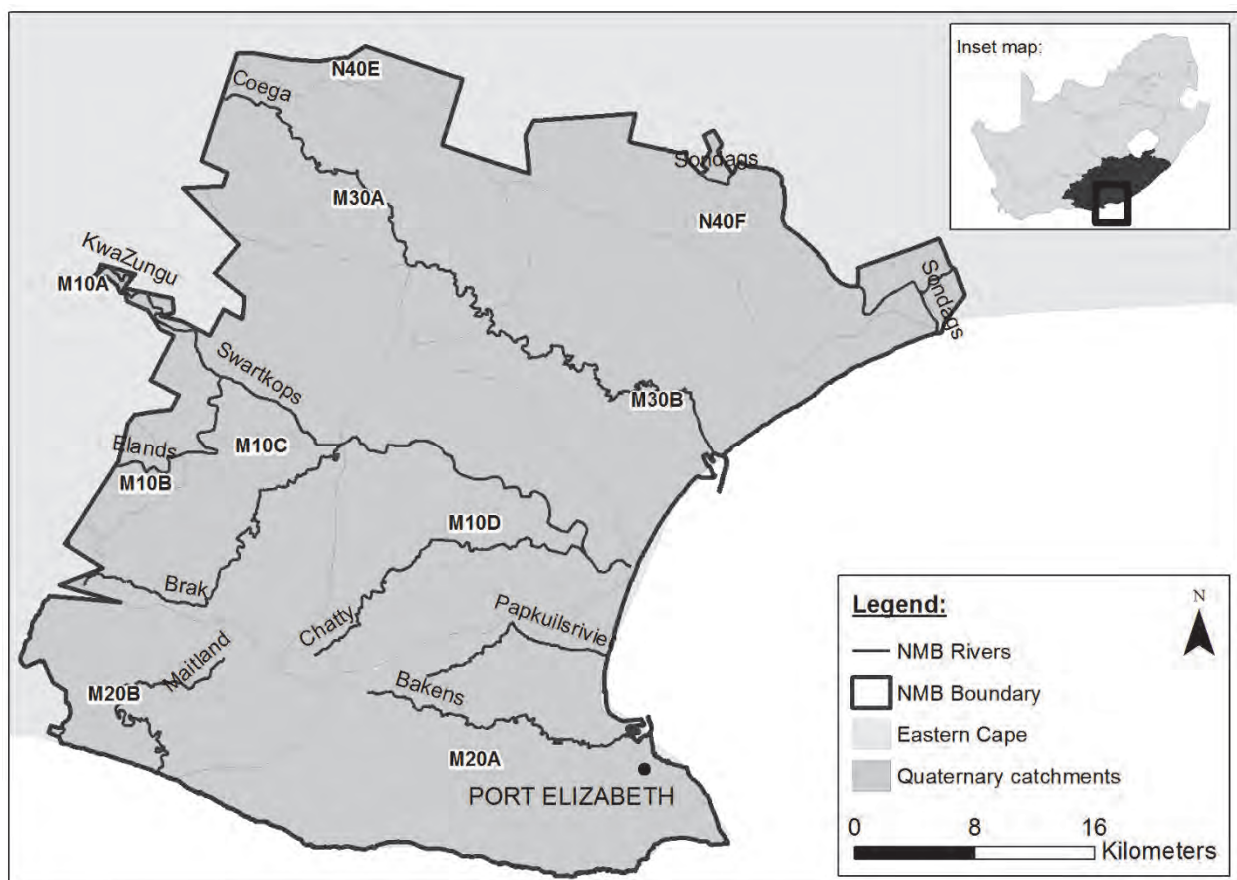 Inset map:
N40E
Coega
Sondags
M30A
N40F
KwaZungu
M10A
Sondags
Swartkops
M30B
Elands
M10C
M10B
M10D
Brak
Chatty
Papkuilsrivie
Maitland
Bakens
M20B
M20A
PORT ELIZABETH
Legend:
N
NMB Rivers
NMB Boundary
Eastern Cape
Quaternary catchments
0 8 16
Kilometers